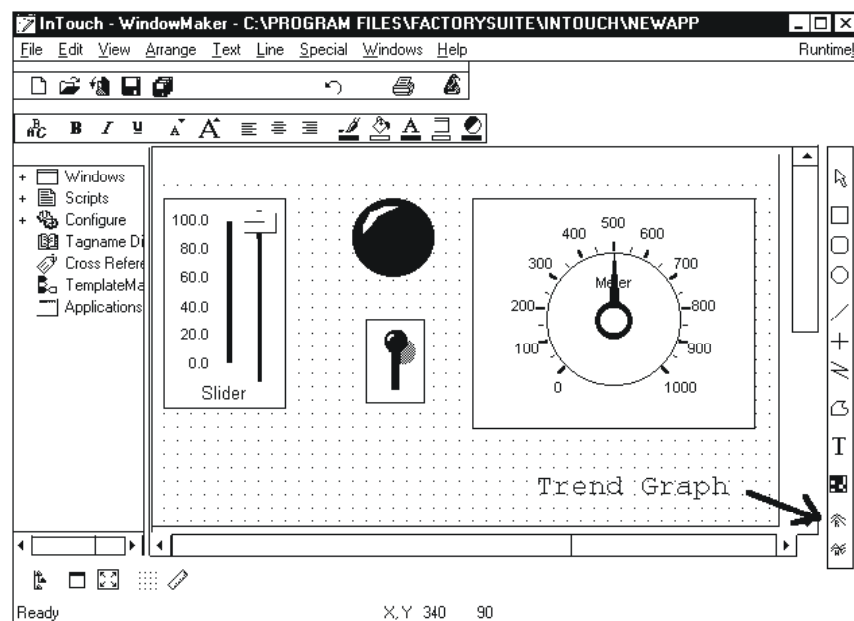 InTouch - WindowMaker - C:\PROGRAM FILES\FACTORYSUITE\INTOUCH\NEWAPP
File Edit View Arrange Text Line Special Windows Help Runtime!
ABC B I U A A A
Windows
Scripts
Configure
Tagname Di
Cross Refere
TemplateMa
Applications
100.0
80.0
60.0
40.0
20.0
0.0
Slider
500
400 600
300 700
Meter
200 800
100 900
0 1000
T
Trend Graph
Ready X, Y 340 90